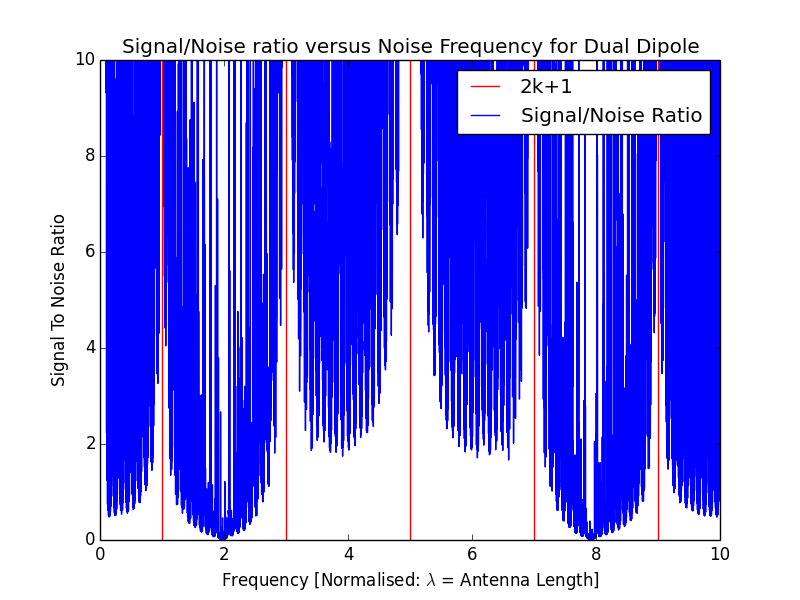 Signal/Noise ratio versus Noise Frequency for Dual Dipole
2k+1
Signal/Noise Ratio
Signal To Noise Ratio
10
8
6
4
2
0
0 2 4 6 8 10
Frequency [Normalised: λ = Antenna Length]